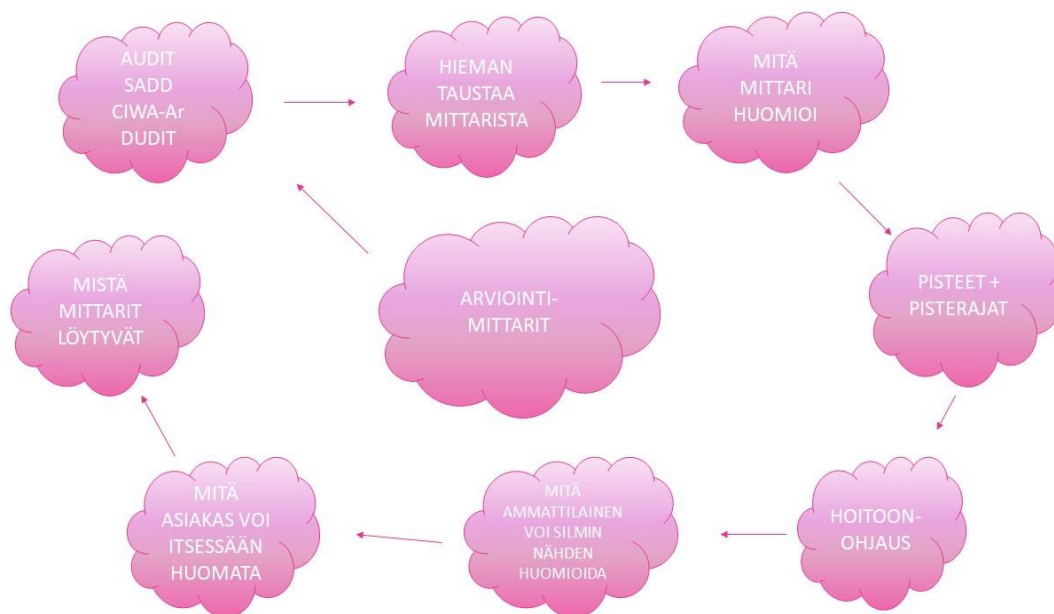 AUDIT
SADD
CIWA-Ar
DUDIT
HIEMAN
TAUSTAA
MITTARISTA
MITÄ
MITTARI
HUOMIOI
ARVIOINTI-
MITTARIT
PISTEET +
PISTERAJAT
HOITOON-
OHJAUS
MITÄ
AMMATTILAINEN
VOI SILMIN
NÄHDEN
HUOMIOIDA
MITÄ
ASIAKAS VOI
ITSESSÄÄN
HUOMATA
MISTÄ
MITTARIT
LÖYTYVÄT